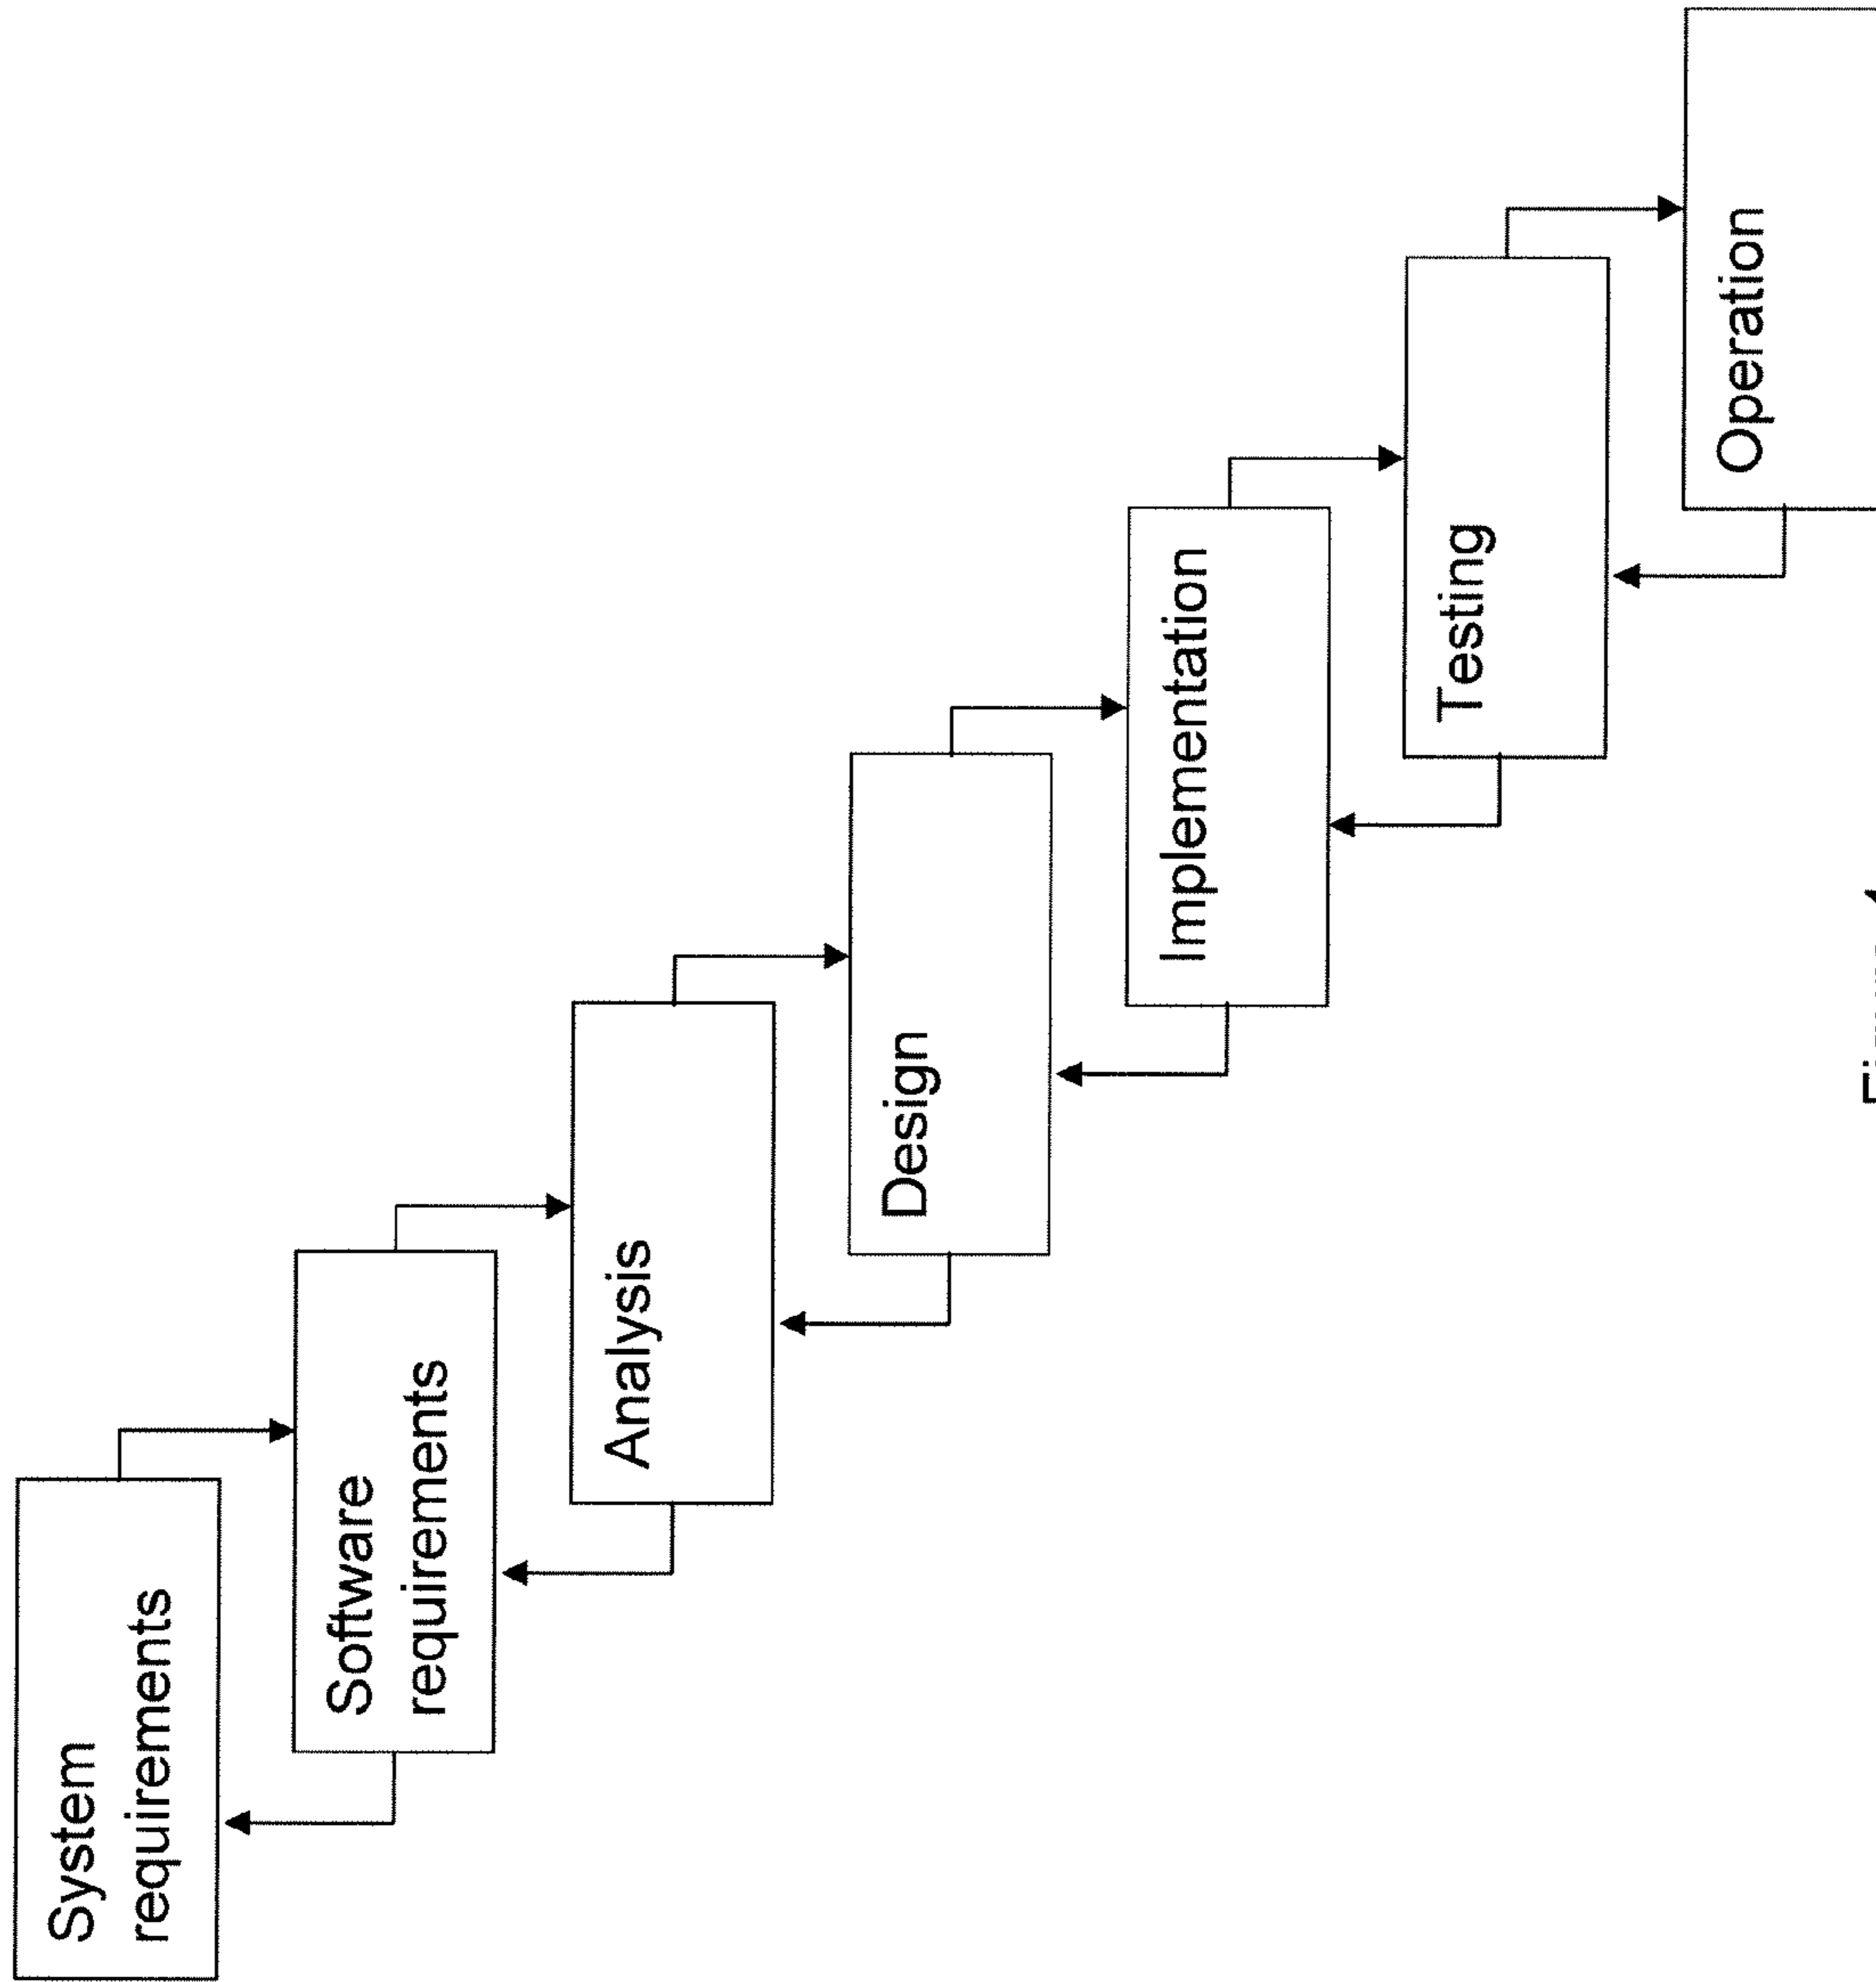 System
requirements
Software
requirements
Analysis
Design
Implementation
Testing
Operation